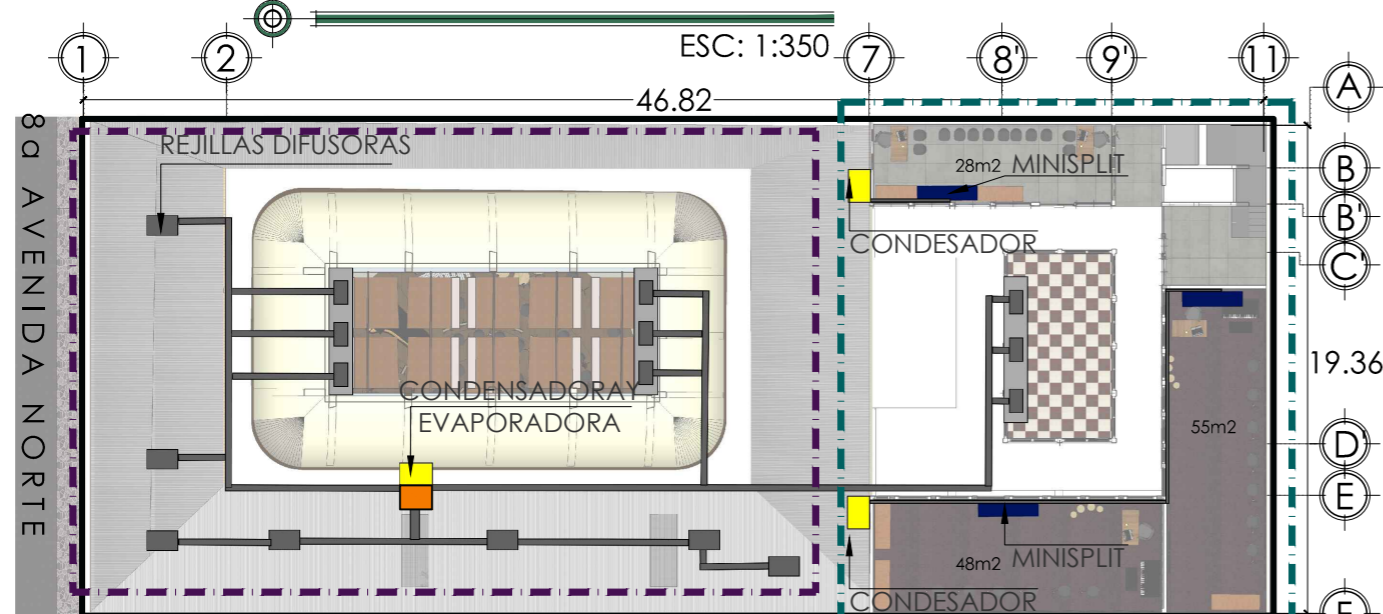 ESC: 1:350
1
2
7
8'
9'
11
46.82
A
8a AVENIDA NORTE
REJILLAS DIFUSORAS
28m2
MINISPLIT
B
B'
CONDESADOR
C'
19.36
CONDENSADORAY
EVAPORADORA
55m2
D'
E
48m2
MINISPLIT
CONDESADOR
F